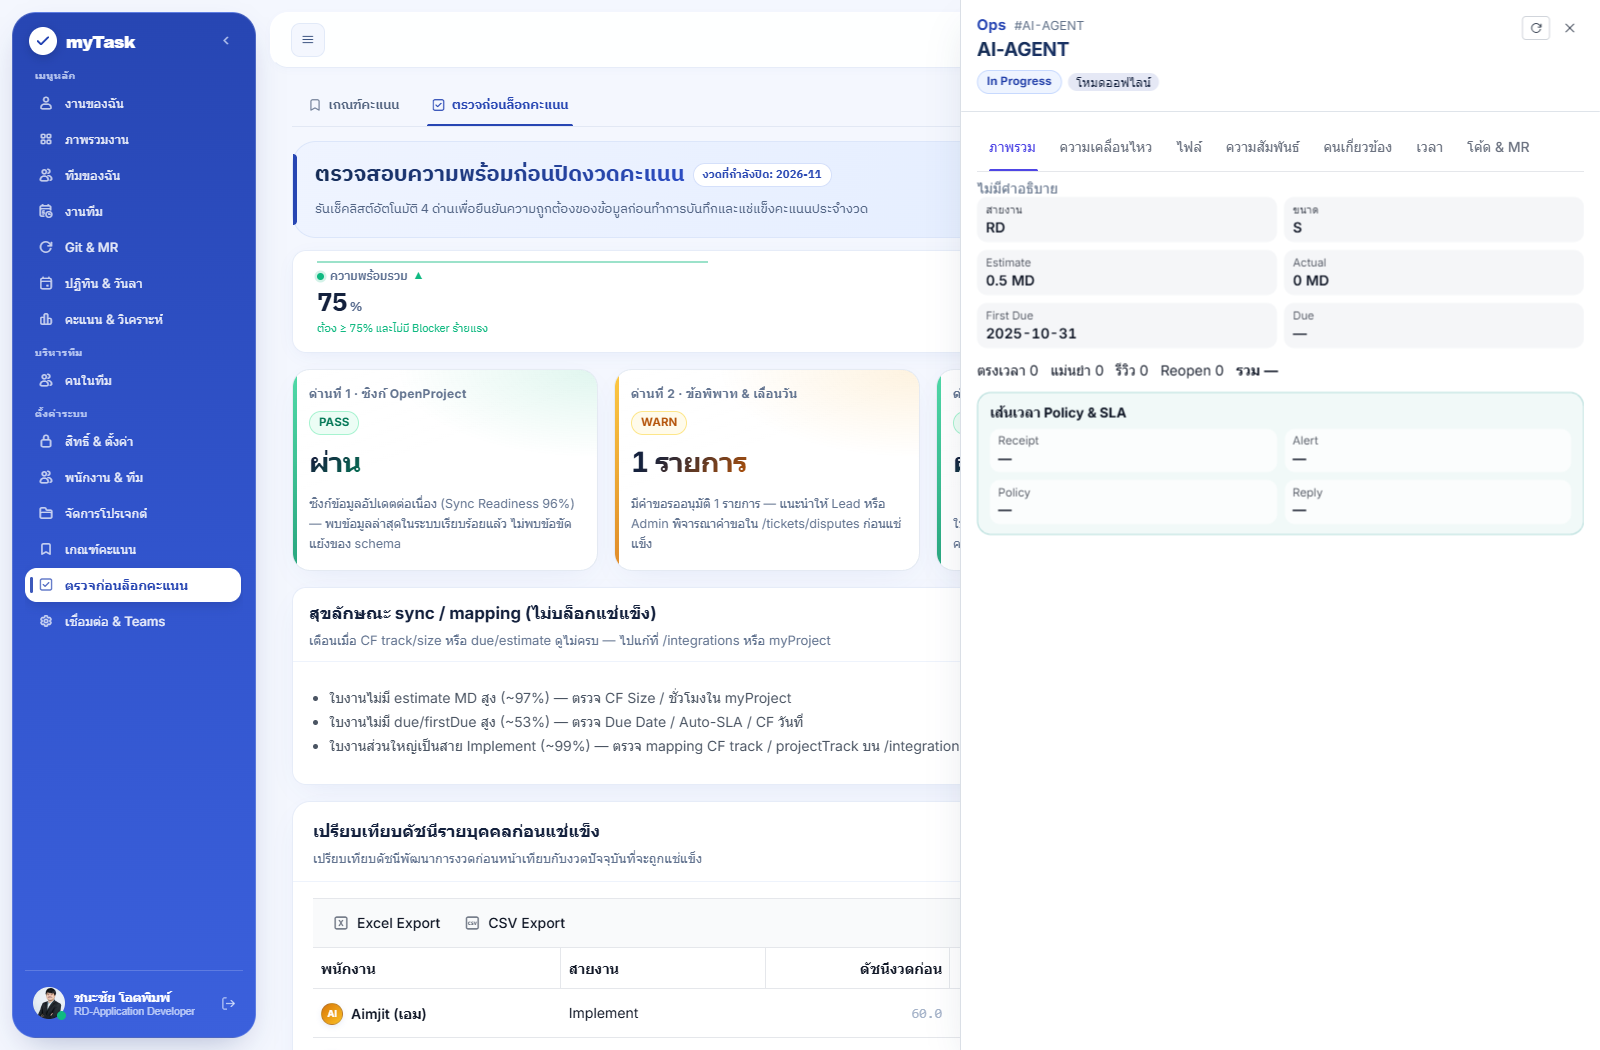 myTask
เมนูหลัก
งานของฉัน
ภาพรวมงาน
ทีมของฉัน
งานทีม
Git & MR
ปฏิทิน & วันลา
คะแนน & วิเคราะห์
บริหารทีม
คนในทีม
ตั้งค่าระบบ
สิทธิ์ & ตั้งค่า
พนักงาน & ทีม
จัดการโปรเจกต์
เกณฑ์คะแนน
ตรวจก่อนล็อกคะแนน
เชื่อมต่อ & Teams
ชนะชัย โอตพิมพ์
RD-Application Developer
เกณฑ์คะแนน
ตรวจก่อนล็อกคะแนน
ตรวจสอบความพร้อมก่อนปิดงวดคะแนน
งวดที่กำลังปิด: 2026-11
รันเช็คลิสต์อัตโนมัติ 4 ด่านเพื่อยืนยันความถูกต้องของข้อมูลก่อนทำการบันทึกและแช่แข็งคะแนนประจำงวด
ความพร้อมรวม ▲
75 %
ต้อง ≥ 75% และไม่มี Blocker ร้ายแรง
ด่านที่ 1 · ซิงก์ OpenProject
PASS
ผ่าน
ซิงก์ข้อมูลอัปเดตต่อเนื่อง (Sync Readiness 96%)
— พบข้อมูลล่าสุดในระบบเรียบร้อยแล้ว ไม่พบข้อขัด
แย้งของ schema
ด่านที่ 2 · ข้อพิพาท & เลื่อนวัน
WARN
1 รายการ
มีคำขอรออนุมัติ 1 รายการ — แนะนำให้ Lead หรือ
Admin พิจารณาคำขอใน /tickets/disputes ก่อนแช่
แข็ง
สุขลักษณะ sync / mapping (ไม่บล็อกแช่แข็ง)
เตือนเมื่อ CF track/size หรือ due/estimate ดูไม่ครบ — ไปแก้ที่ /integrations หรือ myProject
• ใบงานไม่มี estimate MD สูง (~97%) — ตรวจ CF Size / ชั่วโมงใน myProject
• ใบงานไม่มี due/firstDue สูง (~53%) — ตรวจ Due Date / Auto-SLA / CF วันที่
• ใบงานส่วนใหญ่เป็นสาย Implement (~99%) — ตรวจ mapping CF track / projectTrack บน /integration
เปรียบเทียบดัชนีรายบุคคลก่อนแช่แข็ง
เปรียบเทียบดัชนีพัฒนาการงวดก่อนหน้าเทียบกับงวดปัจจุบันที่จะถูกแช่แข็ง
Excel Export
CSV Export
พนักงาน
สายงาน
ดัชนีงวดก่อน
AI
Aimjit (เอม)
Implement
60.0
Ops #AI-AGENT
AI-AGENT
In Progress
โหมดออฟไลน์
ภาพรวม
ความเคลื่อนไหว
ไฟล์
ความสัมพันธ์
คนเกี่ยวข้อง
เวลา
โค้ด & MR
ไม่มีคำอธิบาย
สายงาน
RD
ขนาด
S
Estimate
0.5 MD
Actual
0 MD
First Due
2025-10-31
Due
—
ตรงเวลา 0 แม่นยำ 0 รีวิว 0 Reopen 0 รวม —
เส้นเวลา Policy & SLA
Receipt
—
Alert
—
Policy
—
Reply
—